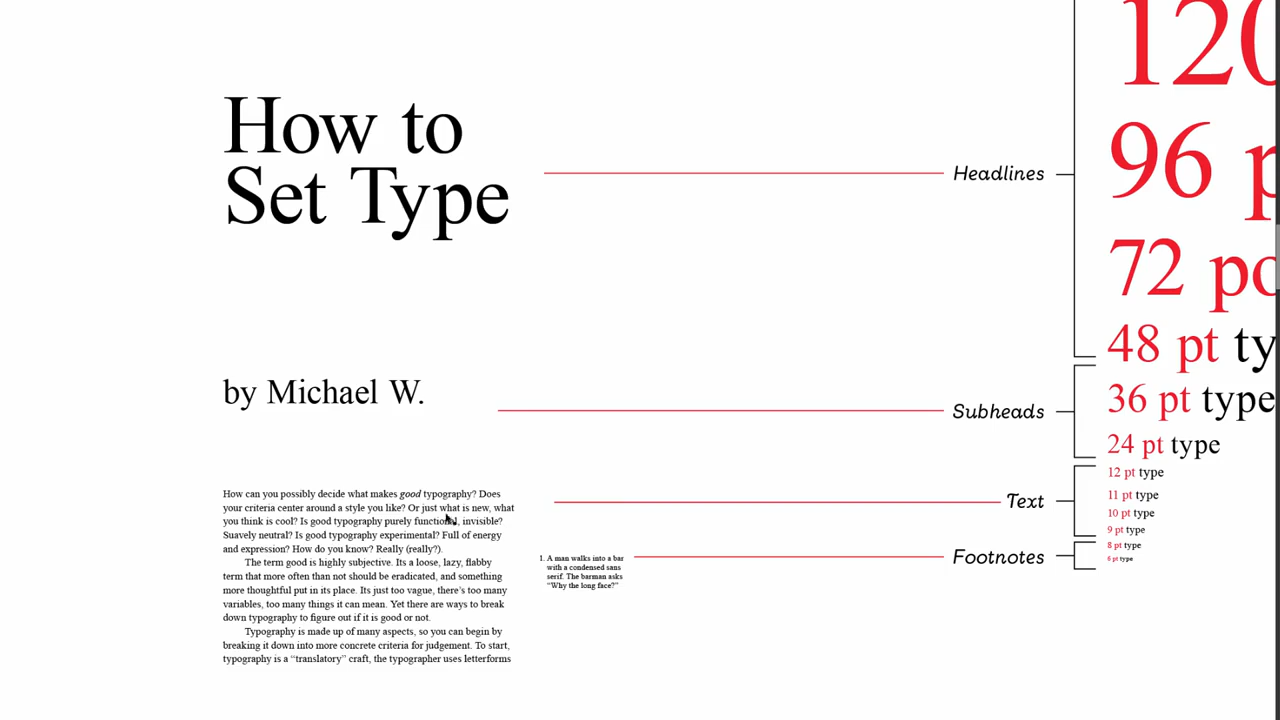 How to
Set Type
by Michael W.
How can you possibly decide what makes good typography? Does
your criteria center around a style you like? Or just what is new, what
you think is cool? Is good typography purely functional, invisible?
Suavely neutral? Is good typography experimental? Full of energy
and expression? How do you know? Really (really?).
The term good is highly subjective. Its a loose, lazy, flabby
term that more often than not should be eradicated, and something
more thoughtful put in its place. Its just too vague, there's too many
variables, too many things it can mean. Yet there are ways to break
down typography to figure out if it is good or not.
Typography is made up of many aspects, so you can begin by
breaking it down into more concrete criteria for judgement. To start,
typography is a “translatory” craft, the typographer uses letterforms
1. A man walks into a bar
with a condensed sans
serif. The barman asks
“Why the long face?”
Headlines
Subheads
Text
Footnotes
120
96 p
72 po
48 pt ty
36 pt type
24 pt type
12 pt type
11 pt type
10 pt type
9 pt type
8 pt type
6 pt type